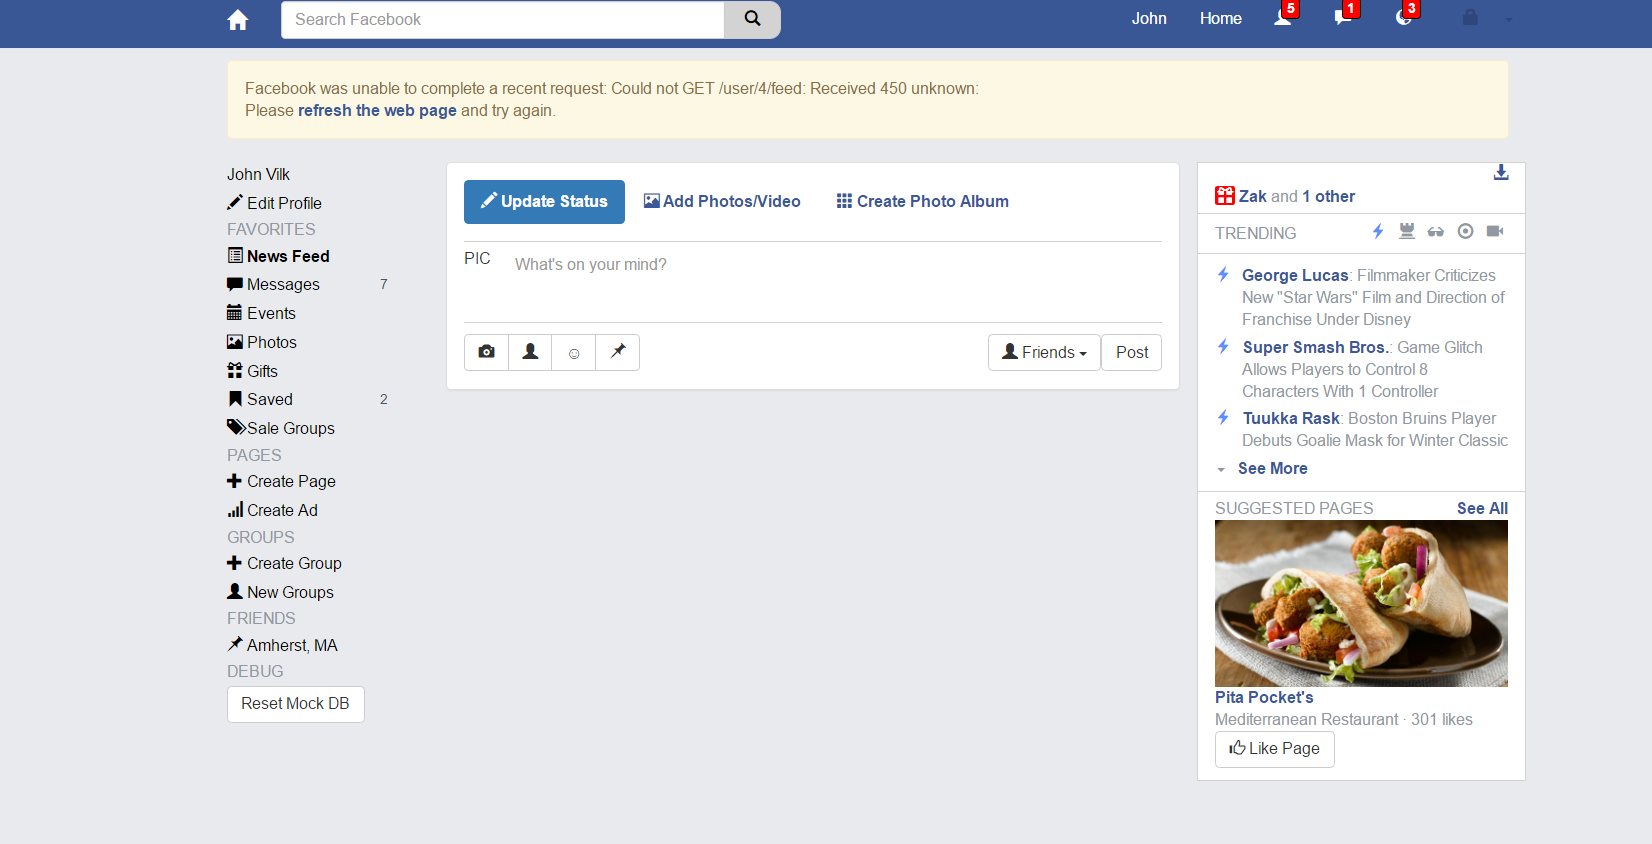 Search Facebook
John
Home
5
1
3
Facebook was unable to complete a recent request: Could not GET /user/4/feed: Received 450 unknown:
Please refresh the web page and try again.
John Vilk
Edit Profile
FAVORITES
News Feed
Messages 7
Events
Photos
Gifts
Saved 2
Sale Groups
PAGES
Create Page
Create Ad
GROUPS
Create Group
New Groups
FRIENDS
Amherst, MA
DEBUG
Reset Mock DB
Update Status
Add Photos/Video
Create Photo Album
PIC
What's on your mind?
Friends
Post
Zak and 1 other
TRENDING
George Lucas: Filmmaker Criticizes
New "Star Wars" Film and Direction of
Franchise Under Disney
Super Smash Bros.: Game Glitch
Allows Players to Control 8
Characters With 1 Controller
Tuukka Rask: Boston Bruins Player
Debuts Goalie Mask for Winter Classic
See More
SUGGESTED PAGES See All
Pita Pocket's
Mediterranean Restaurant · 301 likes
Like Page